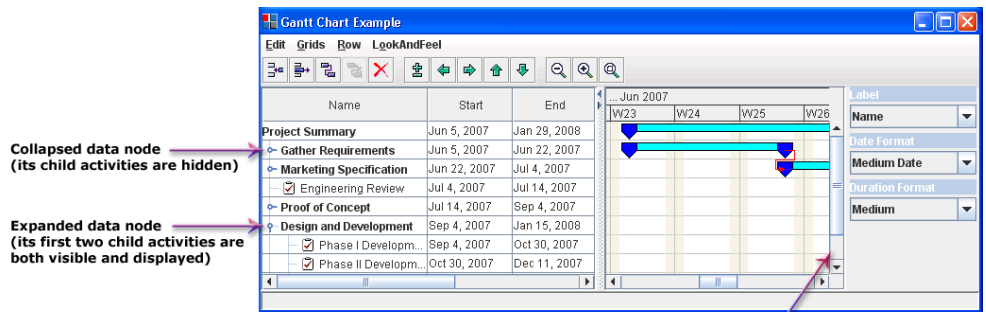 Gantt Chart Example
Edit Grids Row LookAndFeel
Name Start End
... Jun 2007
W23 W24 W25 W26
Project Summary Jun 5, 2007 Jan 29, 2008
Gather Requirements Jun 5, 2007 Jun 22, 2007
Marketing Specification Jun 22, 2007 Jul 4, 2007
Engineering Review Jul 4, 2007 Jul 14, 2007
Proof of Concept Jul 14, 2007 Sep 4, 2007
Design and Development Sep 4, 2007 Jan 15, 2008
Phase I Developm... Sep 4, 2007 Oct 30, 2007
Phase II Developm... Oct 30, 2007 Dec 11, 2007
Label
Name
Date Format
Medium Date
Duration Format
Medium
Collapsed data node
(its child activities are hidden)
Expanded data node
(its first two child activities are
both visible and displayed)